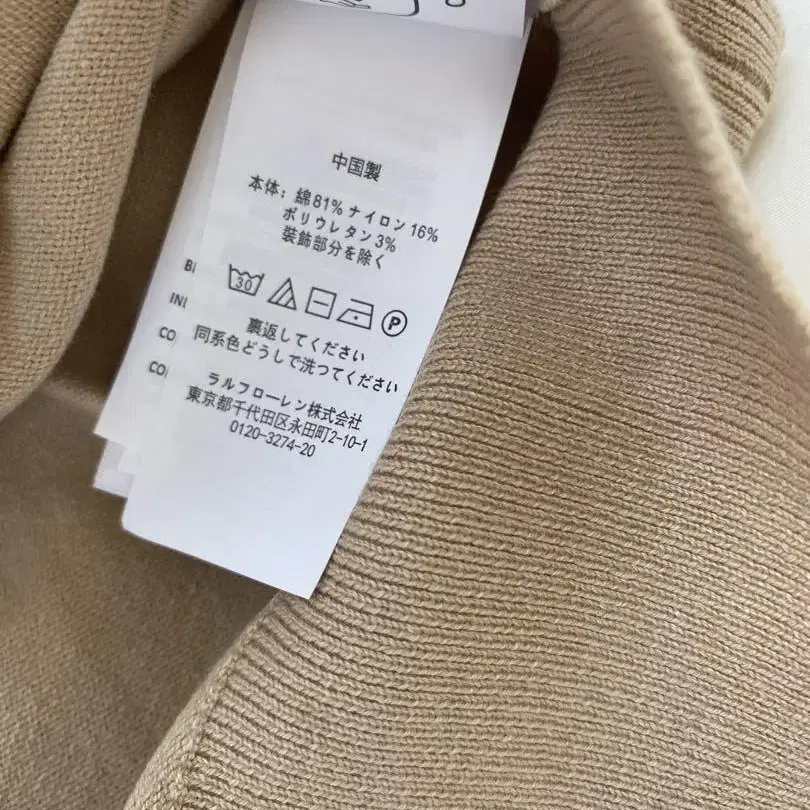 中国製
本体: 綿81% ナイロン16%
ポリウレタン3%
装飾部分を除く
30
P
裏返してください
同系色どうしで洗つてください
ラルフローレン株式会社
東京都千代田区永田町2-10-1
0120-3274-20